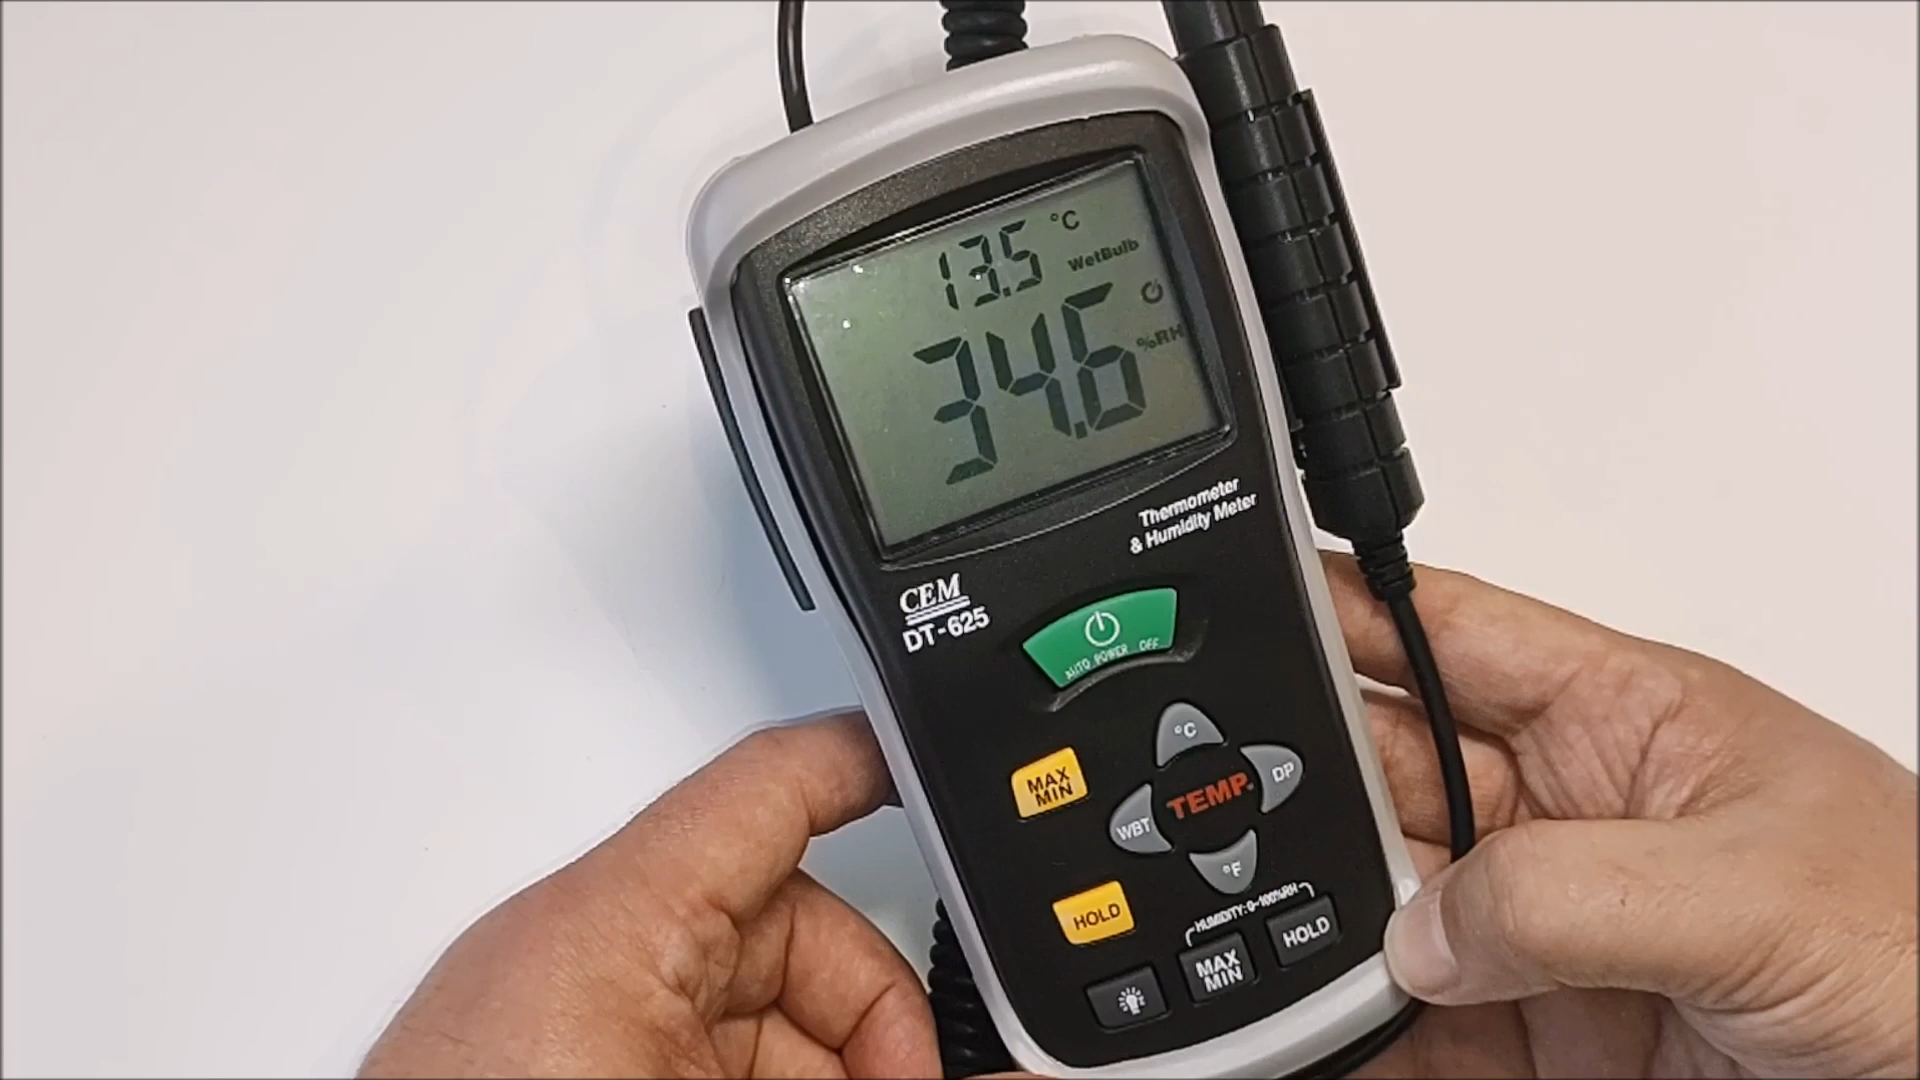 13.5 °C
WetBulb
34.6 %RH
Thermometer
& Humidity Meter
CEM
DT-625
AUTO POWER OFF
°C
MAX
MIN
TEMP.
DP
WBT
°F
HOLD
HUMIDITY: 0~100%RH
MAX
MIN
HOLD